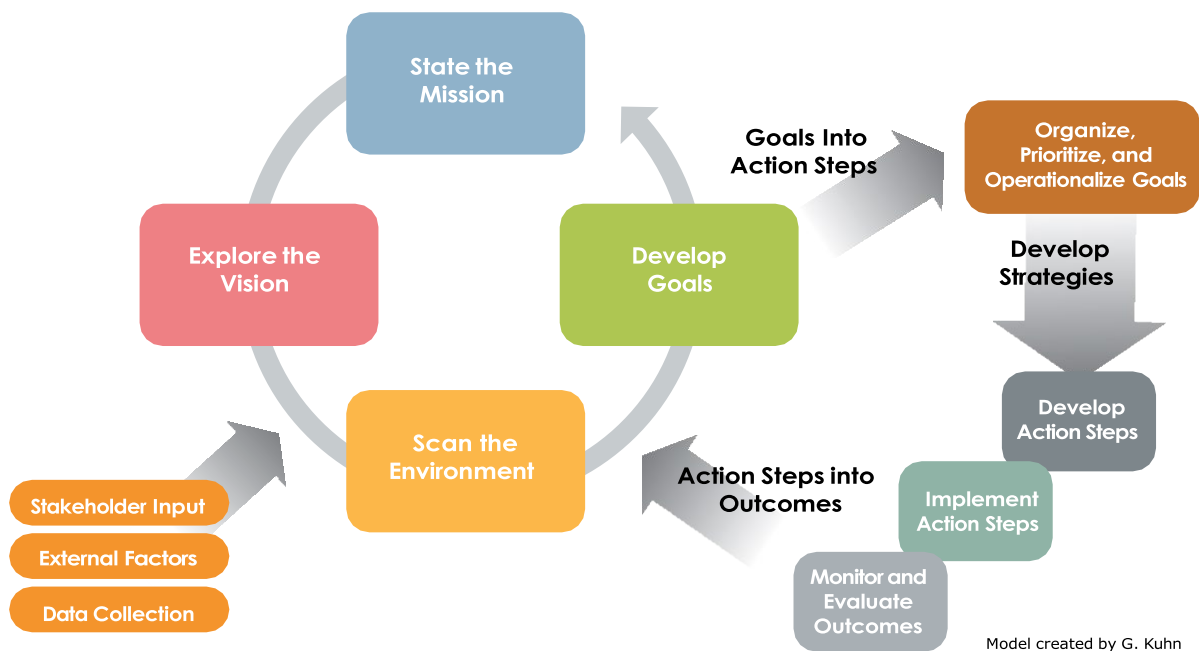 State the
Mission
Explore the
Vision
Develop
Goals
Scan the
Environment
Stakeholder Input
External Factors
Data Collection
Goals Into
Action Steps
Organize,
Prioritize, and
Operationalize Goals
Develop
Strategies
Develop
Action Steps
Implement
Action Steps
Monitor and
Evaluate
Outcomes
Action Steps into
Outcomes
Model created by G. Kuhn